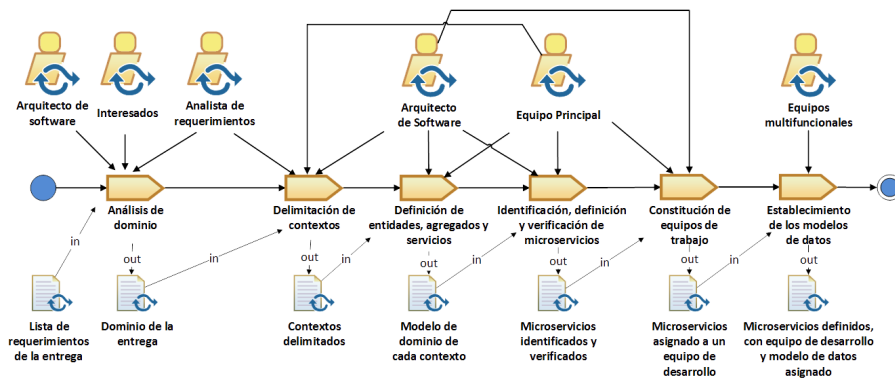 Arquitecto de
software
Interesados
Analista de
requerimientos
Arquitecto
de Software
Equipo Principal
Equipos
multifuncionales
Análisis de
dominio
Delimitación de
contextos
Definición de
entidades, agregados y
servicios
Identificación, definición
y verificación de
microservicios
Constitución de
equipos de
trabajo
Establecimiento
de los modelos
de datos
in
out
in
out
in
out
in
out
in
out
in
out
Lista de
requerimientos
de la entrega
Dominio de la
entrega
Contextos
delimitados
Modelo de
dominio de
cada contexto
Microservicios
identificados y
verificados
Microservicios
asignado a un
equipo de
desarrollo
Microservicios definidos,
con equipo de desarrollo
y modelo de datos
asignado